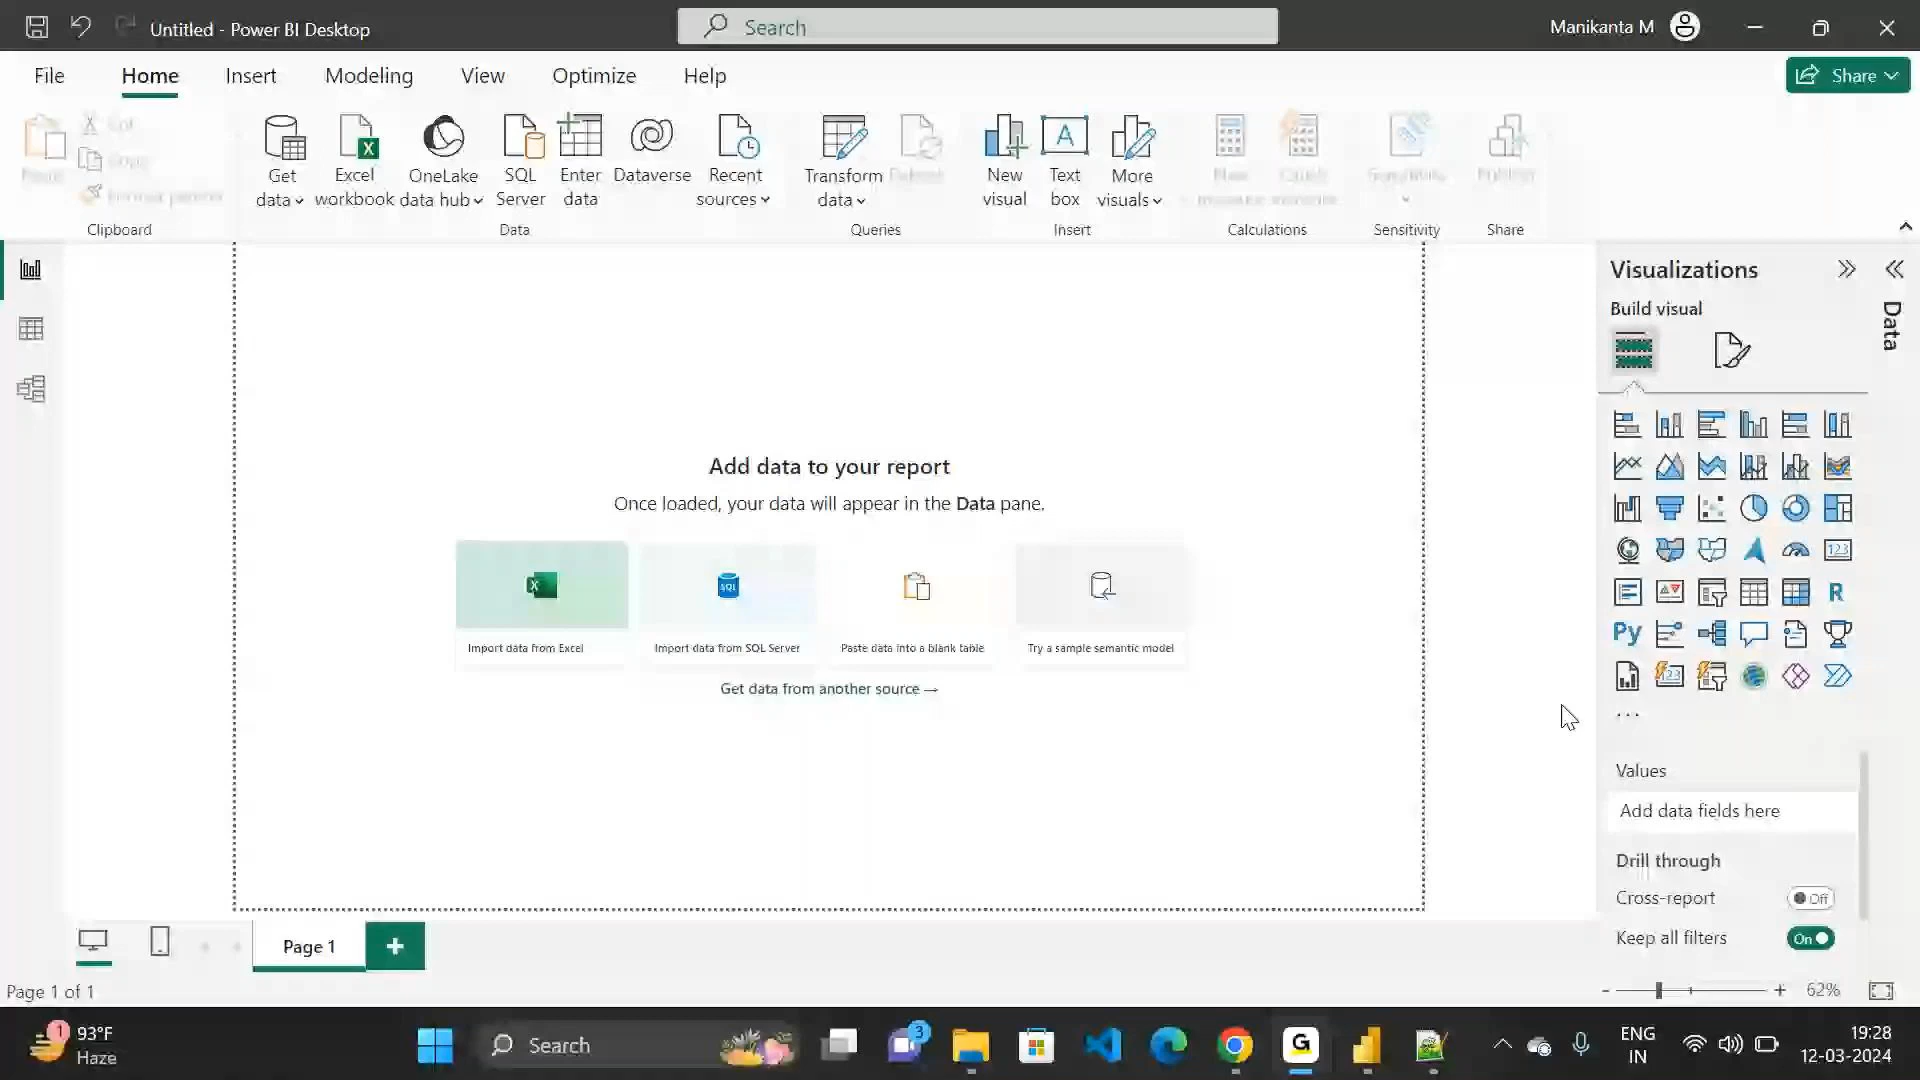 Untitled - Power BI Desktop
Search
Manikanta M
File
Home
Insert
Modeling
View
Optimize
Help
Share
Get data
Excel workbook
OneLake data hub
SQL Server
Enter data
Dataverse
Recent sources
Transform data
New visual
Text box
More visuals
Clipboard
Data
Queries
Insert
Calculations
Sensitivity
Share
Visualizations
Data
Build visual
Add data to your report
Once loaded, your data will appear in the Data pane.
Import data from Excel
Import data from SQL Server
Paste data into a blank table
Try a sample semantic model
Get data from another source →
123
R
Py
Values
Add data fields here
Drill through
Cross-report
Off
Keep all filters
On
Page 1
Page 1 of 1
62%
1
93°F
Haze
Search
3
G
ENG
IN
19:28
12-03-2024